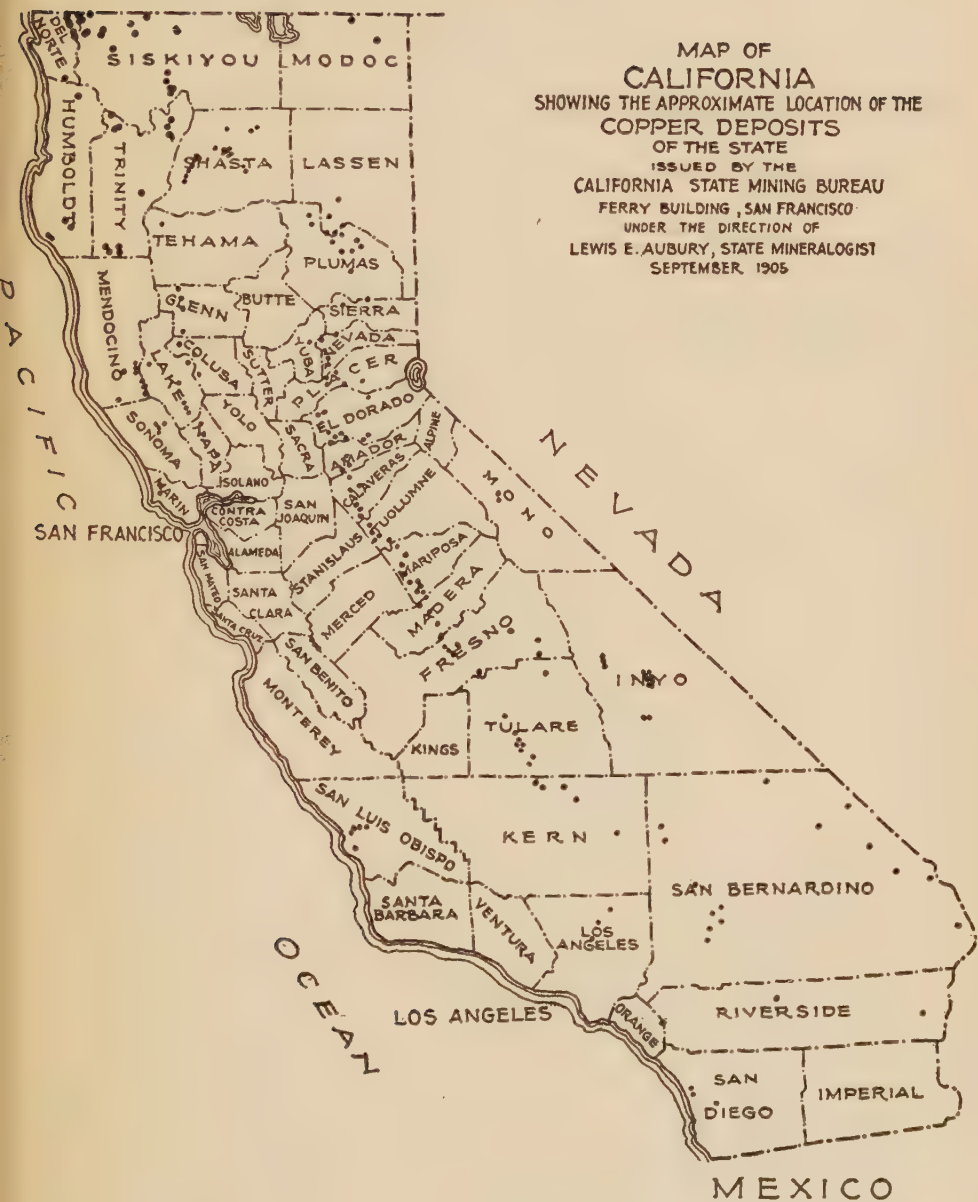 MAP OF
CALIFORNIA
SHOWING THE APPROXIMATE LOCATION OF THE
COPPER DEPOSITS
OF THE STATE
ISSUED BY THE
CALIFORNIA STATE MINING BUREAU
FERRY BUILDING, SAN FRANCISCO
UNDER THE DIRECTION OF
LEWIS E. AUBURY, STATE MINERALOGIST
SEPTEMBER 1905
DEL NORTE
SISKIYOU
MODOC
HUMBOLDT
TRINITY
SHASTA
LASSEN
TEHAMA
PLUMAS
MENDOCINO
GLENN
BUTTE
SIERRA
COLUSA
SUTTER
YUBA
NEVADA
PLACER
LAKE
YOLO
EL DORADO
SONOMA
NAPA
SACRA
AMADOR
ALPINE
MARIN
SOLANO
CALAVERAS
TUOLUMNE
MONO
CONTRA COSTA
SAN JOAQUIN
SAN FRANCISCO
ALAMEDA
STANISLAUS
MARIPOSA
SAN MATEO
SANTA CLARA
MERCED
MADERA
SANTA CRUZ
SAN BENITO
FRESNO
INYO
MONTEREY
KINGS
TULARE
SAN LUIS OBISPO
KERN
SAN BERNARDINO
SANTA BARBARA
VENTURA
LOS ANGELES
LOS ANGELES
ORANGE
RIVERSIDE
SAN DIEGO
IMPERIAL
PACIFIC
OCEAN
NEVADA
MEXICO